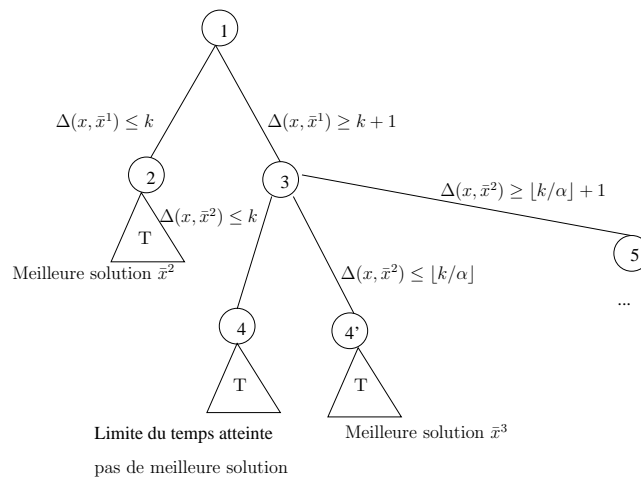 1
Δ(x, x̄¹) ≤ k
Δ(x, x̄¹) ≥ k + 1
2
3
Δ(x, x̄²) ≥ ⌊k/α⌋ + 1
T
Δ(x, x̄²) ≤ k
5
Meilleure solution x̄²
Δ(x, x̄²) ≤ ⌊k/α⌋
...
4
4'
T
T
Limite du temps atteinte
Meilleure solution x̄³
pas de meilleure solution